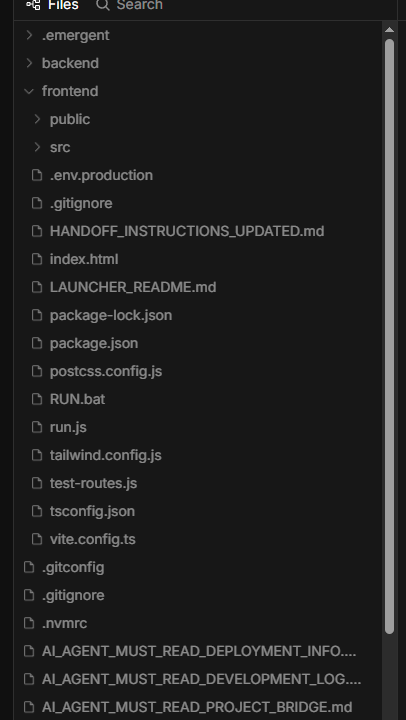 Files Search
.emergent
backend
frontend
public
src
.env.production
.gitignore
HANDOFF_INSTRUCTIONS_UPDATED.md
index.html
LAUNCHER_README.md
package-lock.json
package.json
postcss.config.js
RUN.bat
run.js
tailwind.config.js
test-routes.js
tsconfig.json
vite.config.ts
.gitconfig
.gitignore
.nvmrc
AI_AGENT_MUST_READ_DEPLOYMENT_INFO....
AI_AGENT_MUST_READ_DEVELOPMENT_LOG....
AI_AGENT_MUST_READ_PROJECT_BRIDGE.md